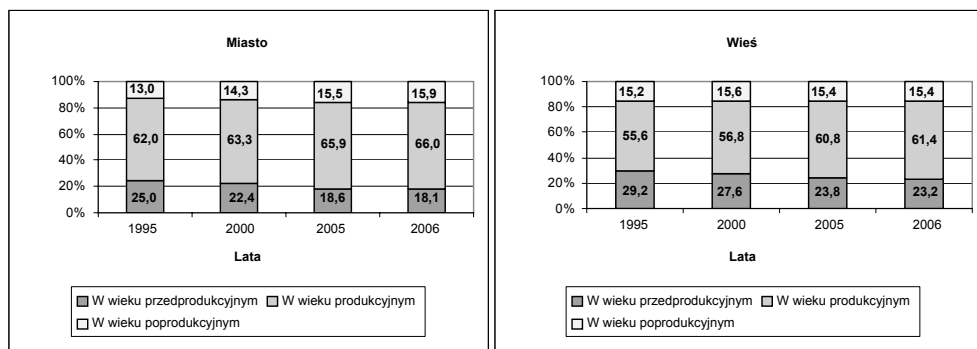 Miasto
100%
80%
60%
40%
20%
0%
13,0 14,3 15,5 15,9
62,0 63,3 65,9 66,0
25,0 22,4 18,6 18,1
1995 2000 2005 2006
Lata
W wieku przedprodukcyjnym W wieku produkcyjnym
W wieku poprodukcyjnym
Wieś
100%
80%
60%
40%
20%
0%
15,2 15,6 15,4 15,4
55,6 56,8 60,8 61,4
29,2 27,6 23,8 23,2
1995 2000 2005 2006
Lata
W wieku przedprodukcyjnym W wieku produkcyjnym
W wieku poprodukcyjnym